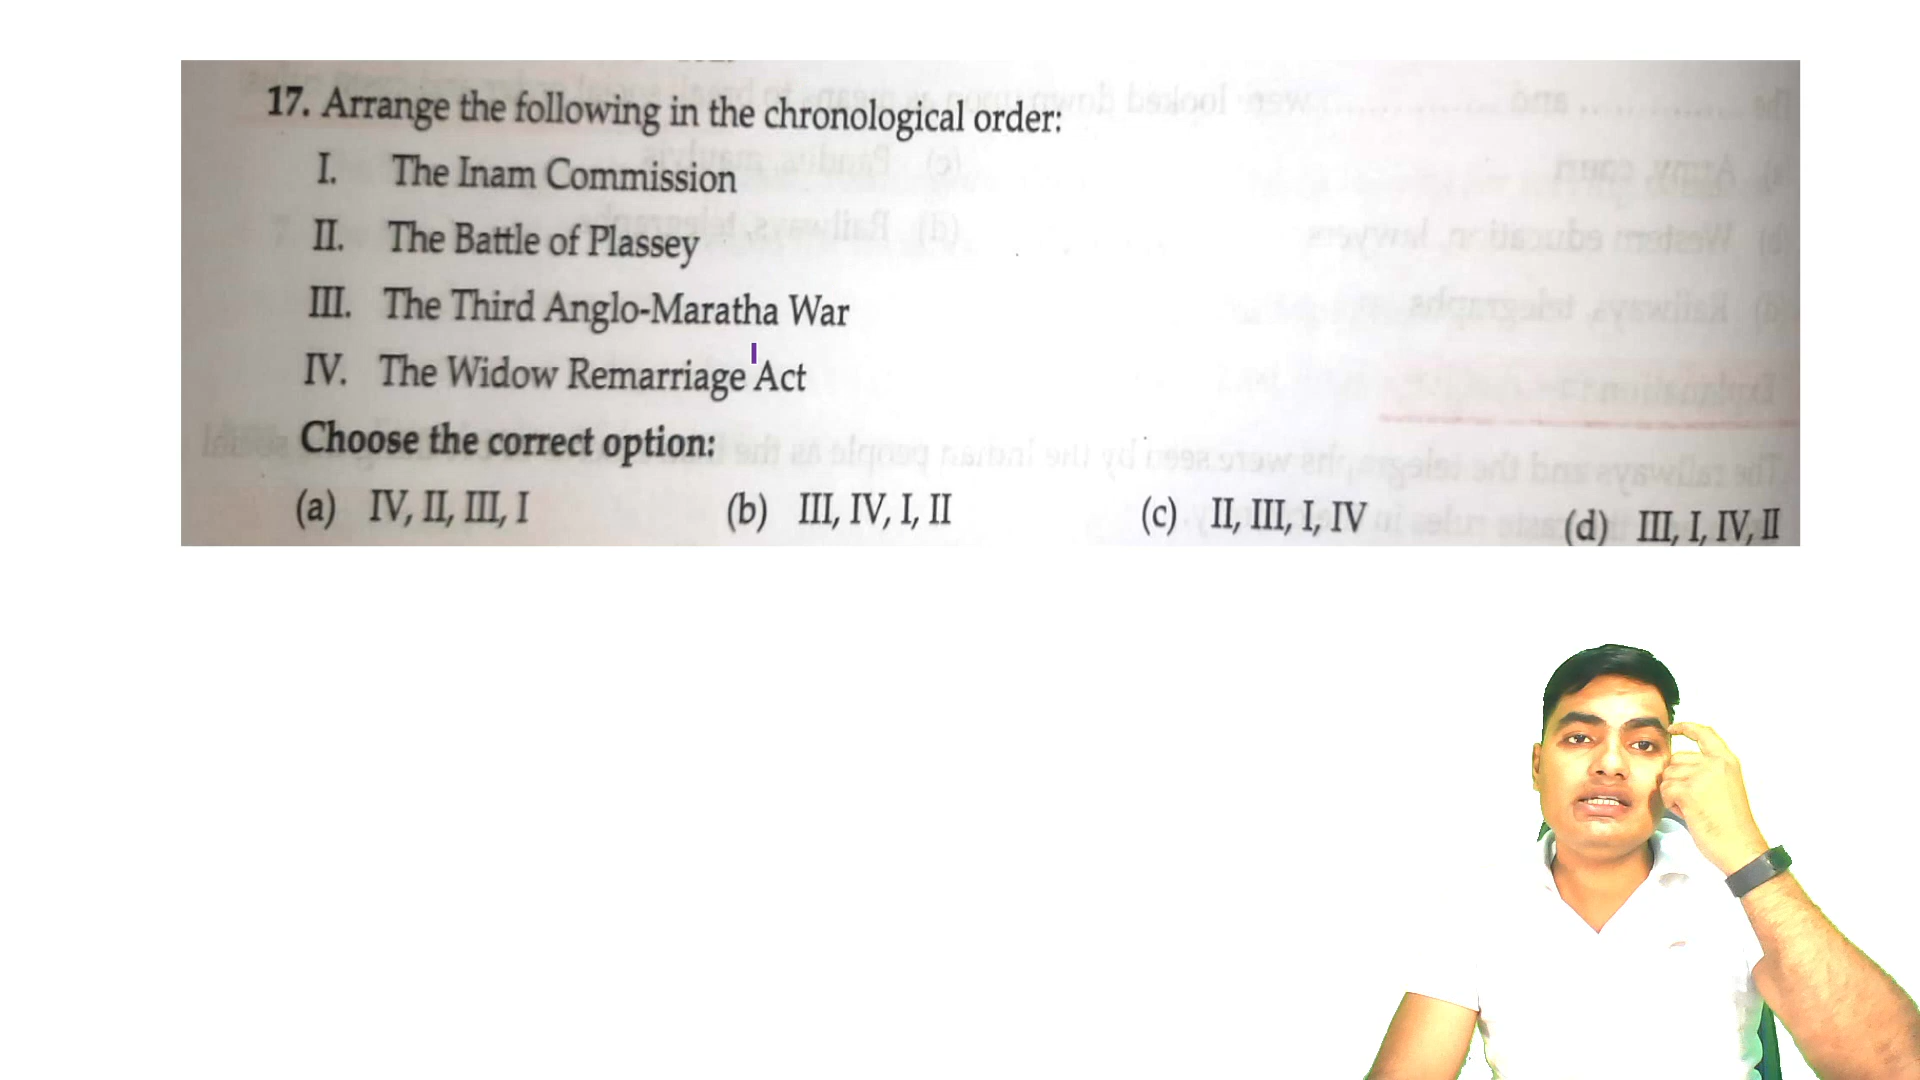 17. Arrange the following in the chronological order:
I. The Inam Commission
II. The Battle of Plassey
III. The Third Anglo-Maratha War
IV. The Widow Remarriage Act
Choose the correct option:
(a) IV, II, III, I (b) III, IV, I, II (c) II, III, I, IV (d) III, I, IV, II